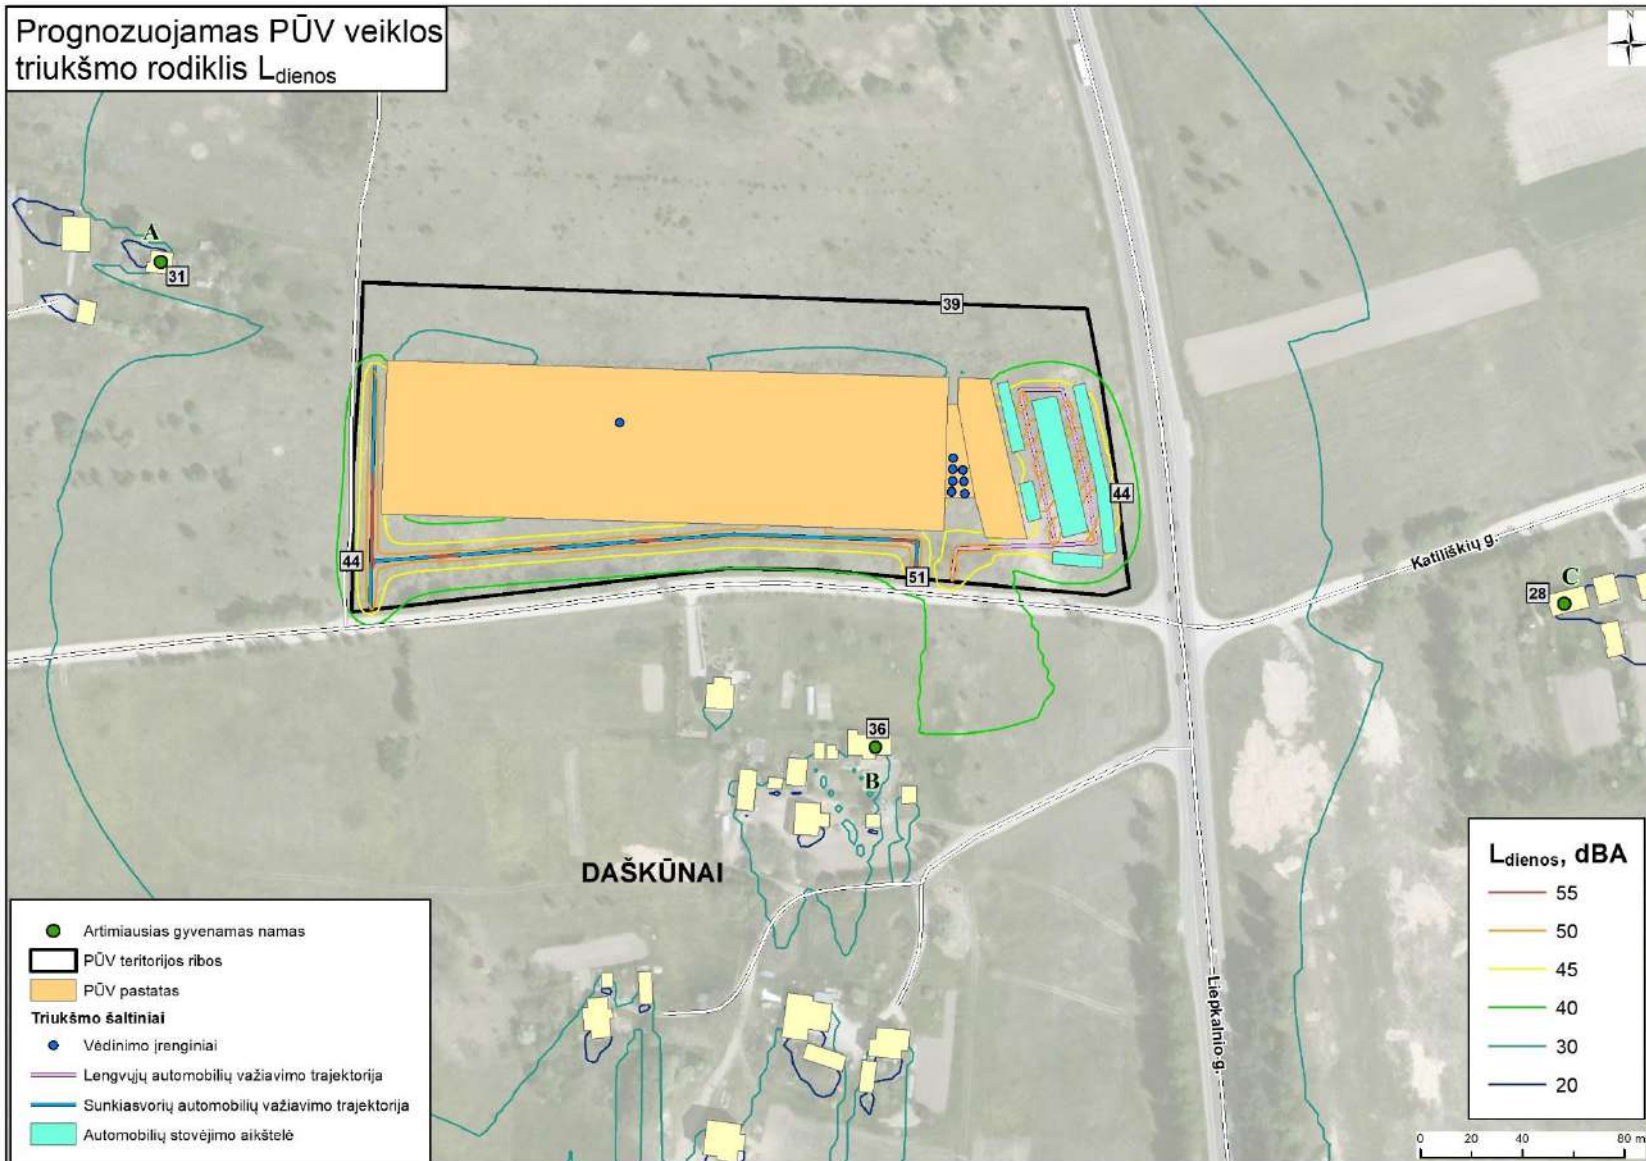 Prognozuojamas PŪV veiklos
triukšmo rodiklis Ldienos
N
A
31
39
44
44
51
Katiliškių g.
28
C
36
B
DAŠKŪNAI
Liepkalnio g.
Artimiausias gyvenamas namas
PŪV teritorijos ribos
PŪV pastatas
Triukšmo šaltiniai
Vėdinimo įrenginiai
Lengvųjų automobilių važiavimo trajektorija
Sunkiasvorių automobilių važiavimo trajektorija
Automobilių stovėjimo aikštelė
Ldienos, dBA
55
50
45
40
30
20
0 20 40 80 m